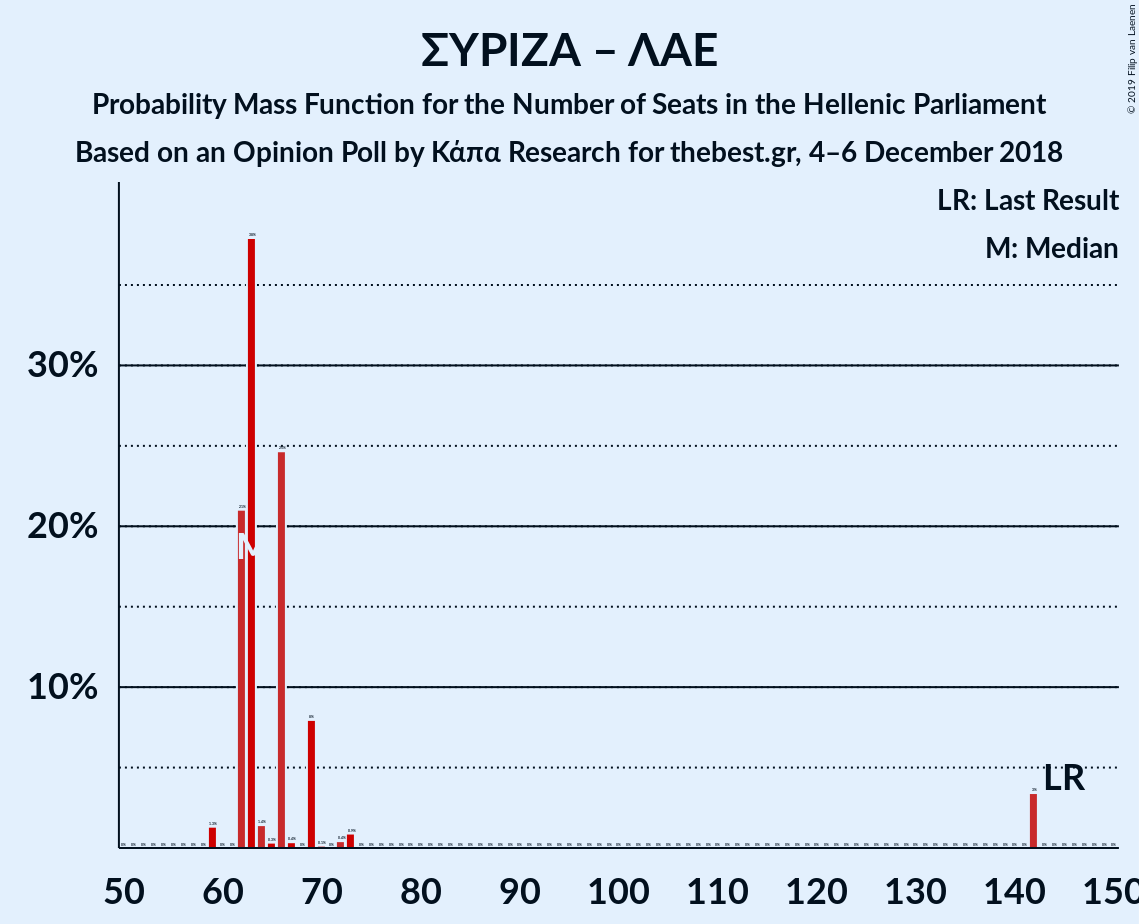 ΣΥΡΙΖΑ – ΛΑΕ
Probability Mass Function for the Number of Seats in the Hellenic Parliament
Based on an Opinion Poll by Κάπα Research for thebest.gr, 4–6 December 2018
© 2019 Filip van Laenen
LR: Last Result
M: Median
30%
20%
10%
M
LR
50 60 70 80 90 100 110 120 130 140 150